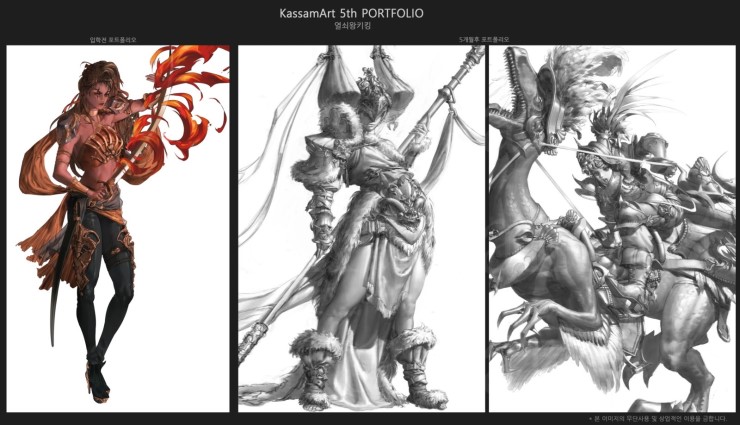 KassamArt 5th PORTFOLIO
열쇠왕키킹
입학전 포트폴리오
5개월후 포트폴리오
* 본 이미지의 무단사용 및 상업적인 이용을 금합니다.